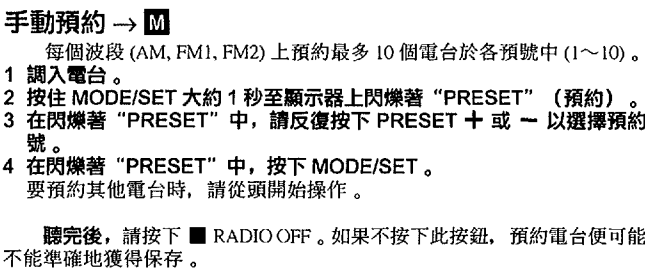 手動預約 → M
每個波段 (AM, FM1, FM2) 上預約最多 10 個電台於各預號中 (1～10)。
1 調入電台。
2 按住 MODE/SET 大約 1 秒至顯示器上閃爍著“PRESET”（預約）。
3 在閃爍著“PRESET”中，請反復按下 PRESET ＋ 或 － 以選擇預約
號。
4 在閃爍著“PRESET”中，按下 MODE/SET。
要預約其他電台時，請從頭開始操作。
聽完後，請按下 ■ RADIO OFF。如果不按下此按鈕，預約電台便可能
不能準確地獲得保存。